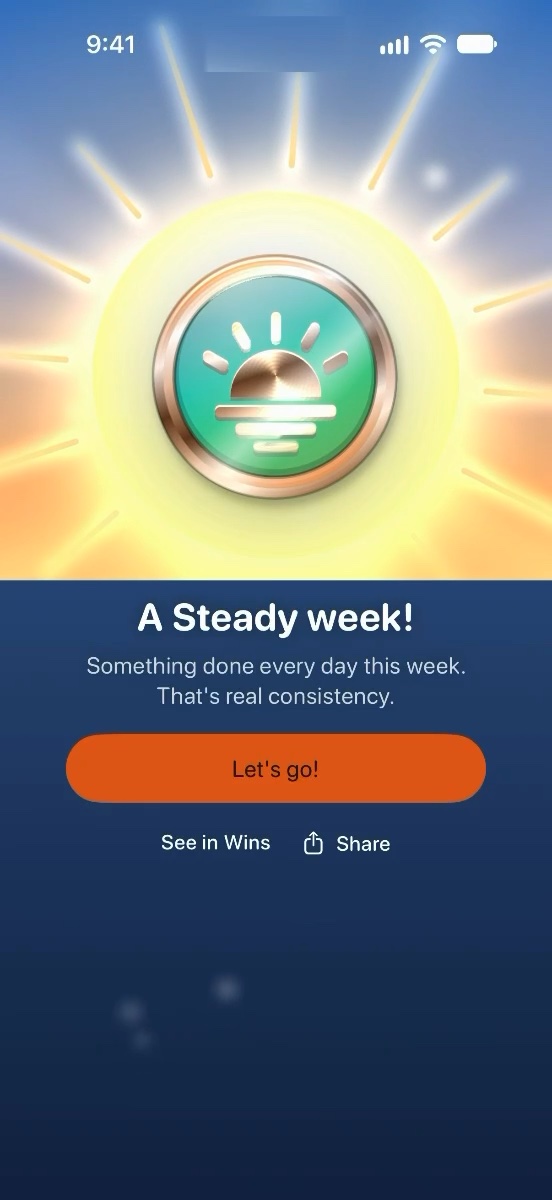 9:41
A Steady week!
Something done every day this week.
That's real consistency.
Let's go!
See in Wins
Share